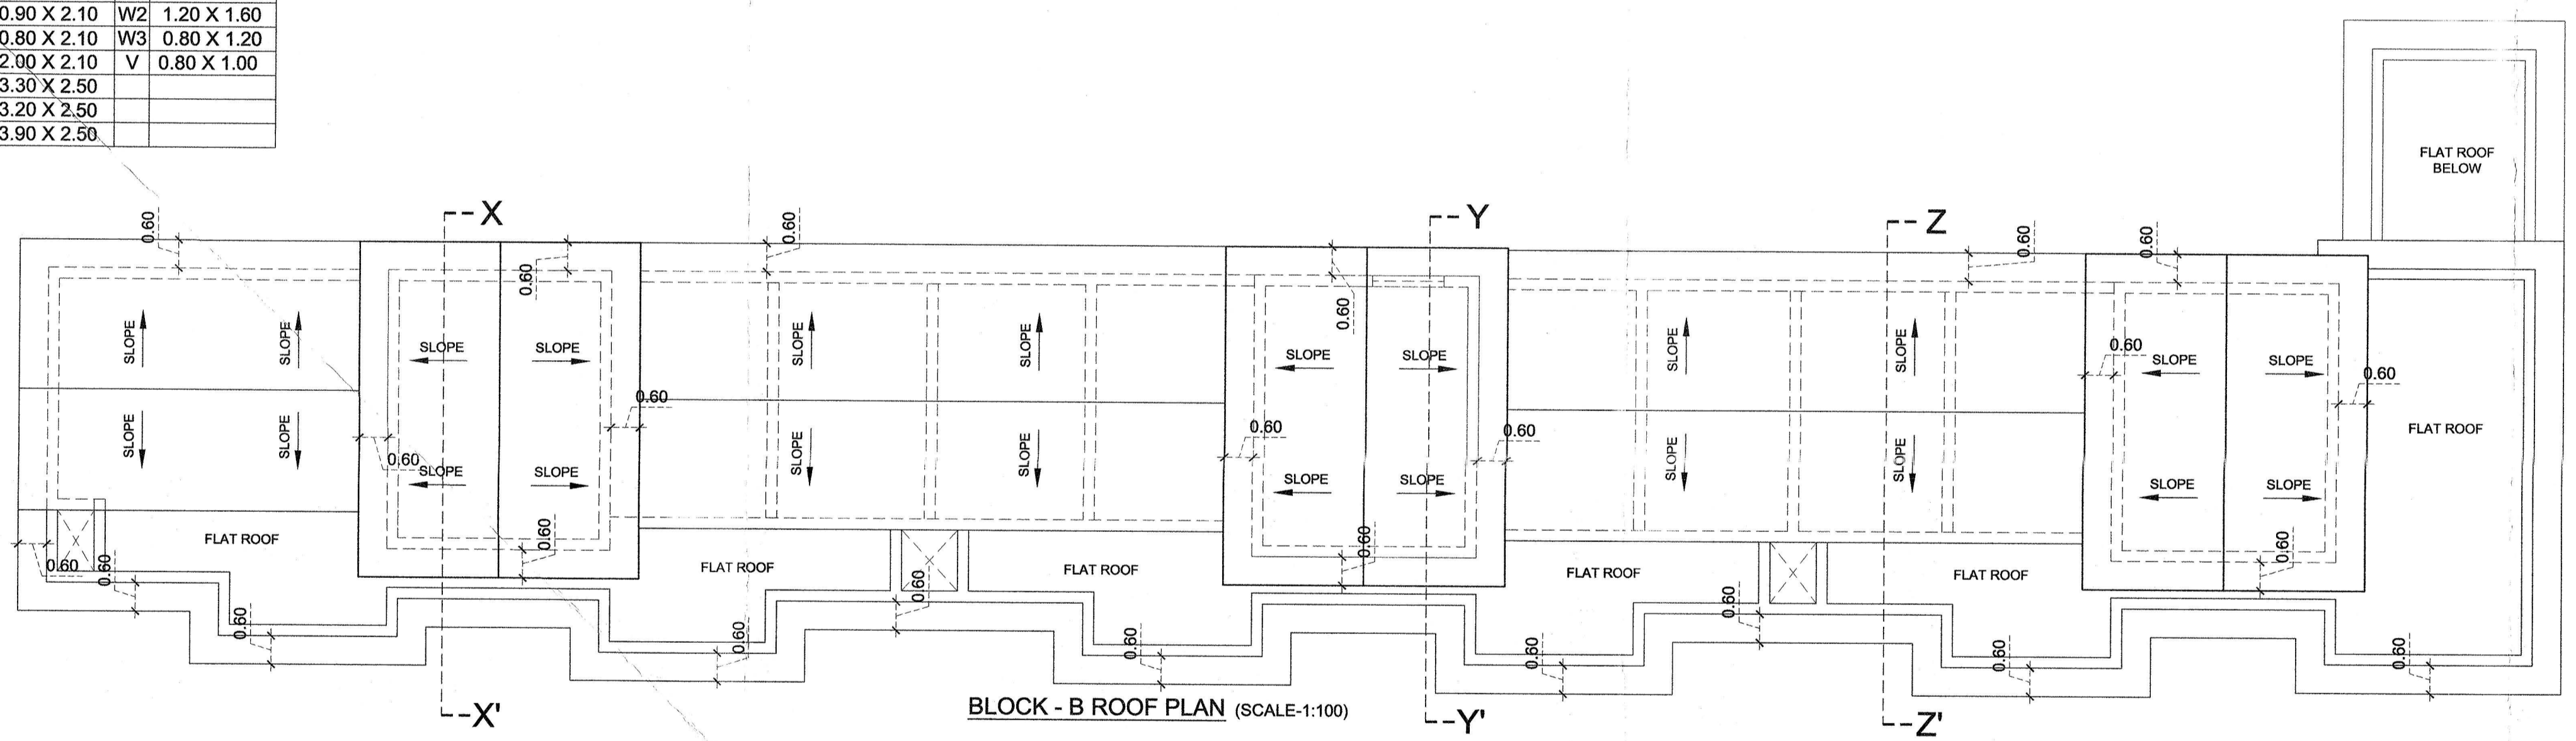 0.90 X 2.10 W2 1.20 X 1.60
0.80 X 2.10 W3 0.80 X 1.20
2.00 X 2.10 V 0.80 X 1.00
3.30 X 2.50
3.20 X 2.50
3.90 X 2.50
FLAT ROOF
BELOW
X
Y
Z
0.60
0.60
0.60
0.60
0.60
0.60
0.60
SLOPE
SLOPE
SLOPE
SLOPE
SLOPE
SLOPE
SLOPE
SLOPE
SLOPE
SLOPE
SLOPE
SLOPE
0.60
0.60
0.60
0.60
0.60
0.60
SLOPE
SLOPE
SLOPE
SLOPE
SLOPE
SLOPE
SLOPE
SLOPE
SLOPE
SLOPE
SLOPE
SLOPE
FLAT ROOF
FLAT ROOF
FLAT ROOF
FLAT ROOF
FLAT ROOF
FLAT ROOF
0.60
0.60
0.60
0.60
0.60
0.60
0.60
0.60
0.60
0.60
0.60
0.60
0.60
0.60
X'
Y'
Z'
BLOCK - B ROOF PLAN (SCALE-1:100)